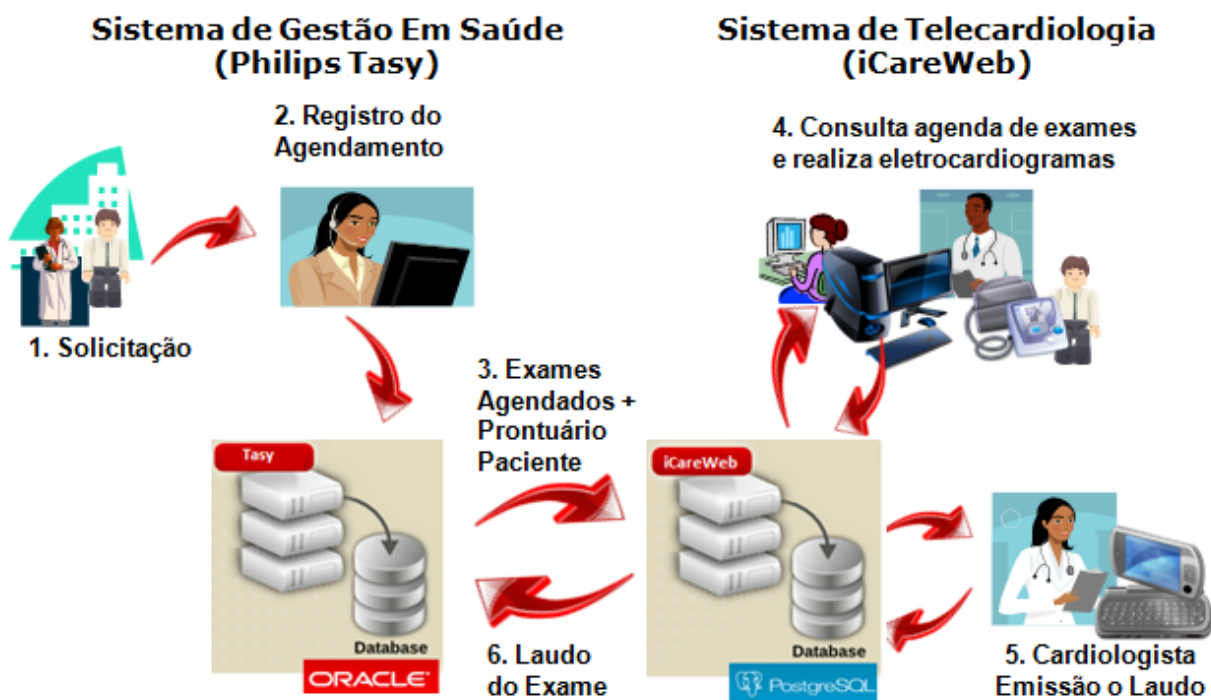 Sistema de Gestão Em Saúde
(Philips Tasy)
Sistema de Telecardiologia
(iCareWeb)
2. Registro do
Agendamento
4. Consulta agenda de exames
e realiza eletrocardiogramas
1. Solicitação
3. Exames
Agendados +
Prontuário
Paciente
Tasy
Database
ORACLE
iCareWeb
Database
PostgreSQL
6. Laudo
do Exame
5. Cardiologista
Emissão o Laudo